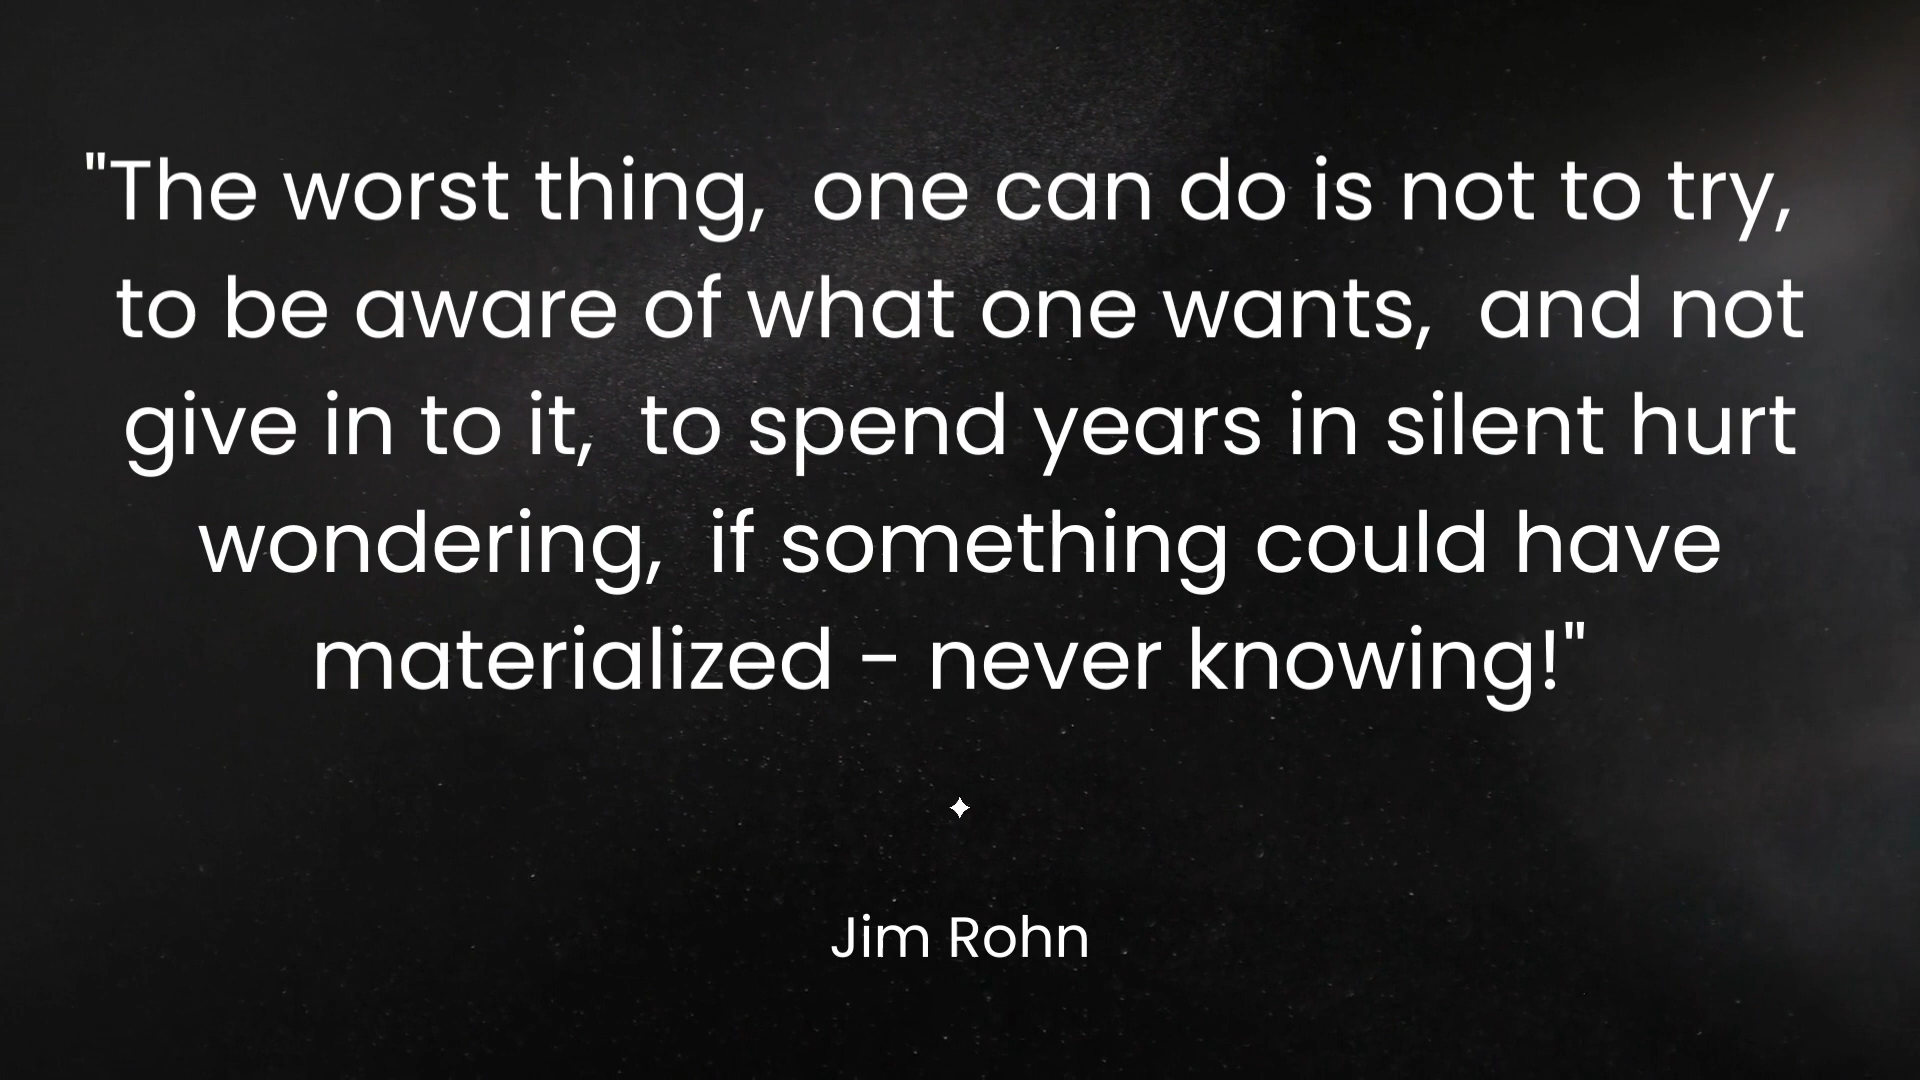 "The worst thing,  one can do is not to try,
to be aware of what one wants,  and not
give in to it,  to spend years in silent hurt
wondering,  if something could have
materialized - never knowing!"
Jim Rohn